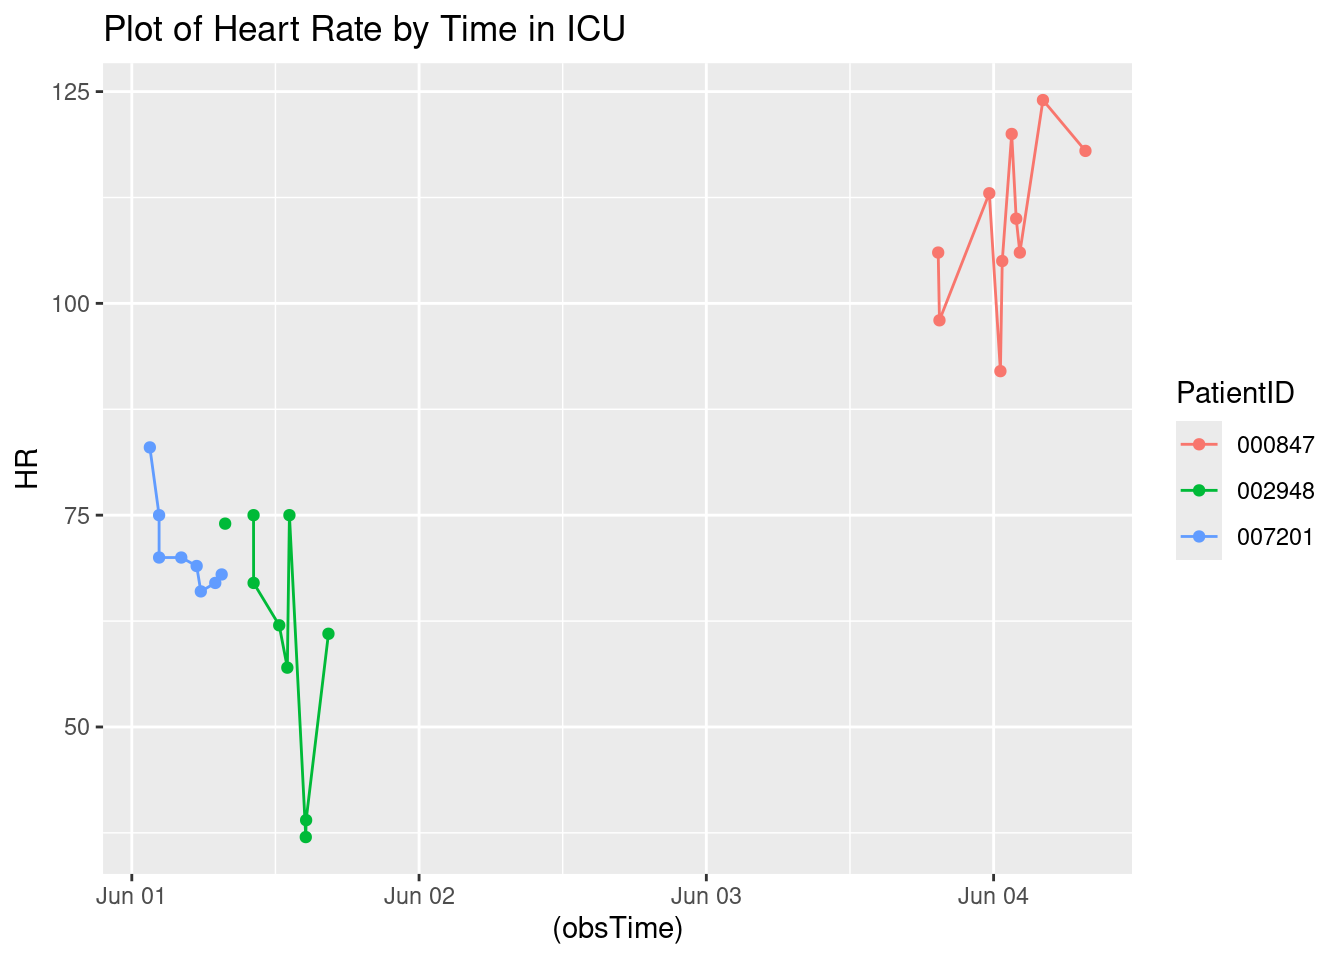 Plot of Heart Rate by Time in ICU
125
100
75
50
HR
Jun 01
Jun 02
Jun 03
Jun 04
(obsTime)
PatientID
000847
002948
007201